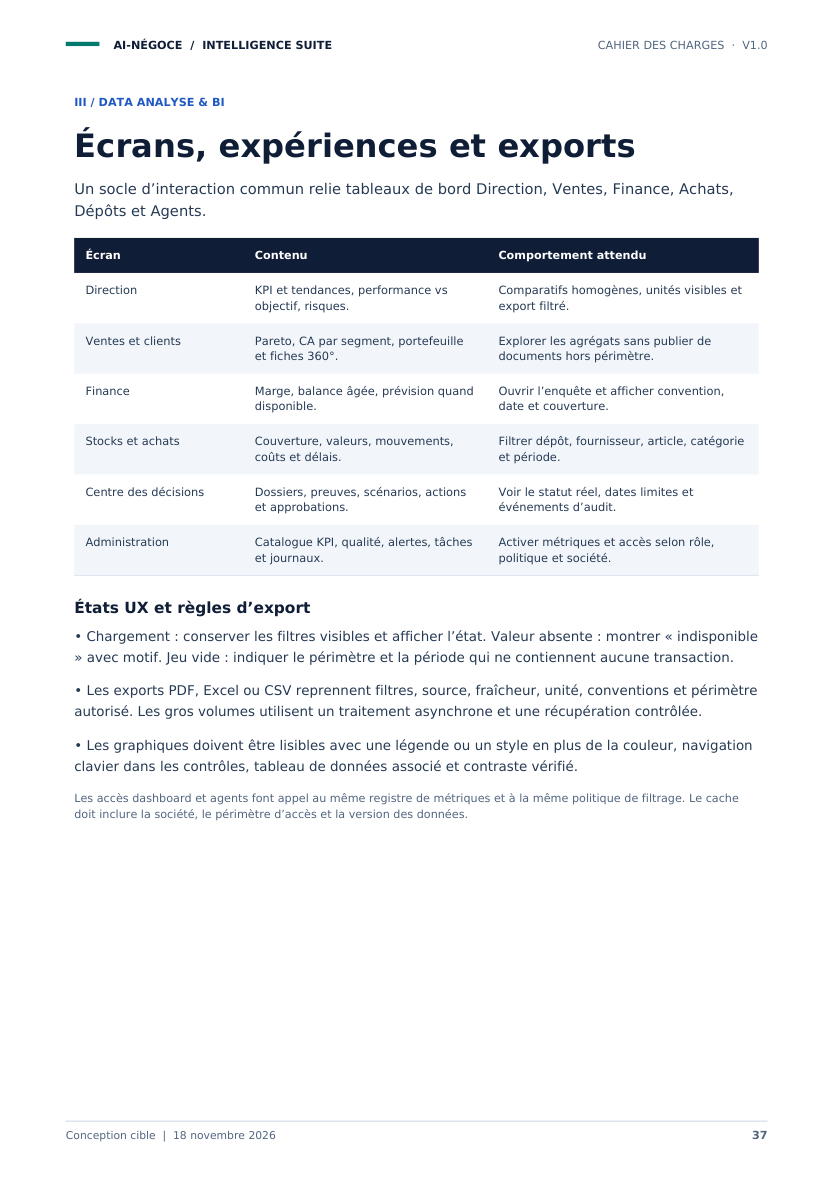 AI-NÉGOCE / INTELLIGENCE SUITE
CAHIER DES CHARGES · V1.0
III / DATA ANALYSE & BI
Écrans, expériences et exports
Un socle d’interaction commun relie tableaux de bord Direction, Ventes, Finance, Achats,
Dépôts et Agents.
Écran
Contenu
Comportement attendu
Direction
KPI et tendances, performance vs
objectif, risques.
Comparatifs homogènes, unités visibles et
export filtré.
Ventes et clients
Pareto, CA par segment, portefeuille
et fiches 360°.
Explorer les agrégats sans publier de
documents hors périmètre.
Finance
Marge, balance âgée, prévision quand
disponible.
Ouvrir l’enquête et afficher convention,
date et couverture.
Stocks et achats
Couverture, valeurs, mouvements,
coûts et délais.
Filtrer dépôt, fournisseur, article, catégorie
et période.
Centre des décisions
Dossiers, preuves, scénarios, actions
et approbations.
Voir le statut réel, dates limites et
événements d’audit.
Administration
Catalogue KPI, qualité, alertes, tâches
et journaux.
Activer métriques et accès selon rôle,
politique et société.
États UX et règles d’export
• Chargement : conserver les filtres visibles et afficher l’état. Valeur absente : montrer « indisponible
» avec motif. Jeu vide : indiquer le périmètre et la période qui ne contiennent aucune transaction.
• Les exports PDF, Excel ou CSV reprennent filtres, source, fraîcheur, unité, conventions et périmètre
autorisé. Les gros volumes utilisent un traitement asynchrone et une récupération contrôlée.
• Les graphiques doivent être lisibles avec une légende ou un style en plus de la couleur, navigation
clavier dans les contrôles, tableau de données associé et contraste vérifié.
Les accès dashboard et agents font appel au même registre de métriques et à la même politique de filtrage. Le cache
doit inclure la société, le périmètre d’accès et la version des données.
Conception cible | 18 novembre 2026
37